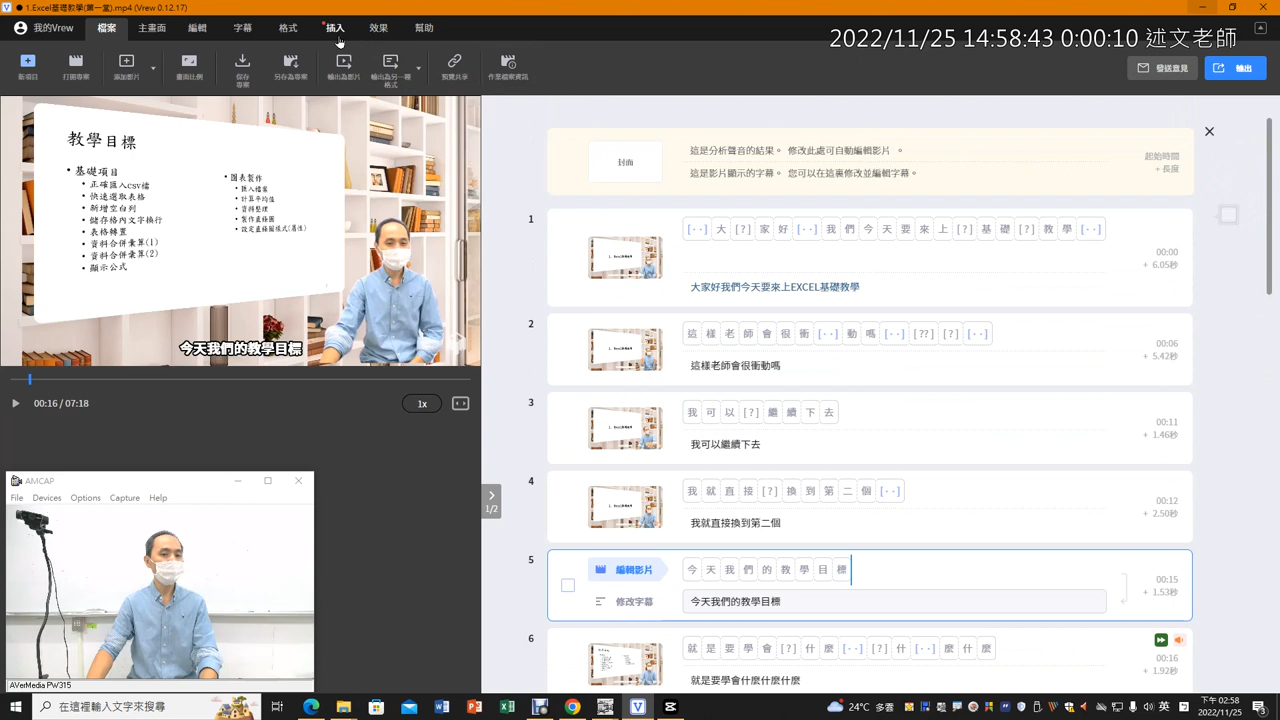 1.Excel基礎教學(第一堂).mp4 (Vrew 0.12.17)
我的Vrew 檔案 主畫面 編輯 字幕 格式 插入 效果 幫助
2022/11/25 14:58:43 0:00:10 述文老師
新項目 打開專案 添加影片 畫面比例 保存專案 另存為專案 輸出為影片 輸出為另一種格式 預覽共享 作業檔案資訊 發送意見 輸出
教學目標
• 基礎項目
• 正確匯入csv檔
• 快速選取表格
• 新增空白列
• 儲存格內文字換行
• 表格轉置
• 資料合併彙算(1)
• 資料合併彙算(2)
• 顯示公式
• 圖表製作
• 匯入檔案
• 計算平均值
• 資料整理
• 製作直條圖
• 設定直條圖樣式(屬性)
今天我們的教學目標
00:16 / 07:18
1x
AMCAP
File Devices Options Capture Help
AVerMedia PW315
1/2
封面
這是分析聲音的結果。 修改此處可自動編輯影片 。
這是影片顯示的字幕。 您可以在這裏修改並編輯字幕。
起始時間
+ 長度
1
[··] 大 [?] 家 好 [··] 我 們 今 天 要 來 上 [?] 基 礎 [?] 教 學 [··]
大家好我們今天要來上EXCEL基礎教學
00:00
+ 6.05秒
2
這 樣 老 師 會 很 衝 [··] 動 嗎 [··] [??] [?] [··]
這樣老師會很衝動嗎
00:06
+ 5.42秒
3
我 可 以 [?] 繼 續 下 去
我可以繼續下去
00:11
+ 1.46秒
4
我 就 直 接 [?] 換 到 第 二 個 [··]
我就直接換到第二個
00:12
+ 2.50秒
5
編輯影片 今 天 我 們 的 教 學 目 標
修改字幕 今天我們的教學目標
00:15
+ 1.53秒
6
就 是 要 學 會 [?] 什 麼 [··] [?] 什 [··] 麼 什 麼
就是要學會什麼什麼什麼
00:16
+ 1.92秒
在這裡輸入文字來搜尋
24°C 多雲
英
下午 02:58
2022/11/25